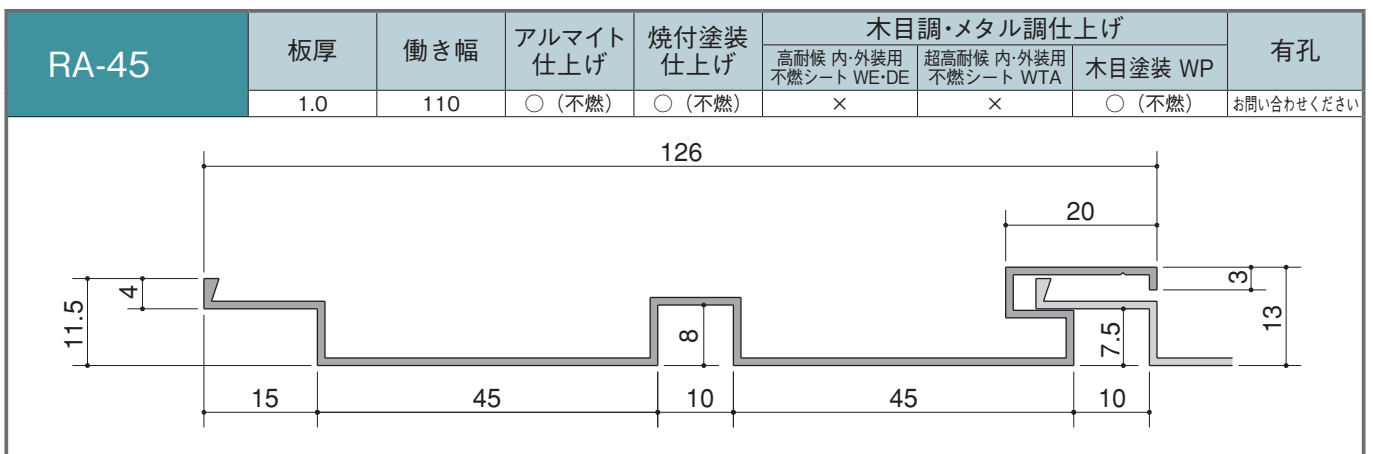 RA-45
板厚
働き幅
アルマイト
仕上げ
焼付塗装
仕上げ
木目調・メタル調仕上げ
高耐候 内・外装用
不燃シート WE・DE
超高耐候 内・外装用
不燃シート WTA
木目塗装 WP
有孔
1.0
110
○（不燃）
○（不燃）
×
×
○（不燃）
お問い合わせください
126
20
3
13
4
11.5
8
7.5
15
45
10
45
10